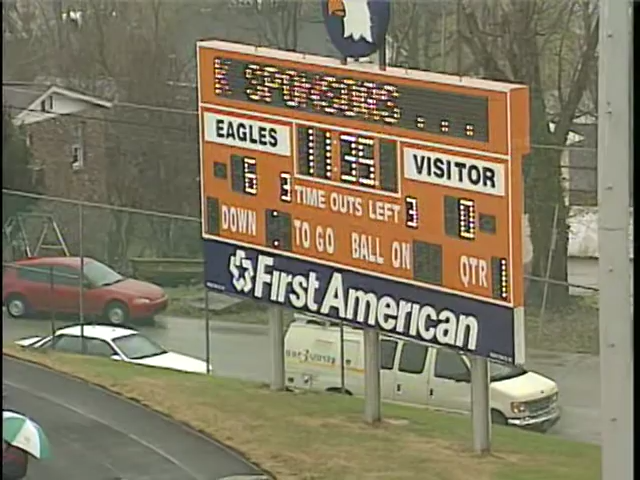 K SPONSORS...
EAGLES 11:35 VISITOR
6 3 TIME OUTS LEFT 3 0
DOWN TO GO BALL ON QTR 1
First American